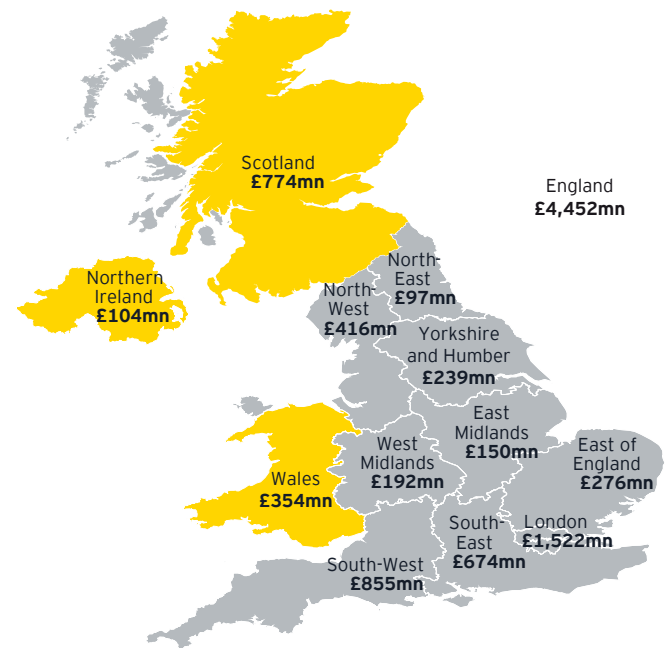 Scotland
£774mn
England
£4,452mn
Northern
Ireland
£104mn
North-
East
£97mn
North-
West
£416mn
Yorkshire
and Humber
£239mn
East
Midlands
£150mn
West
Midlands
£192mn
East of
England
£276mn
Wales
£354mn
South-
East
£674mn
London
£1,522mn
South-West
£855mn